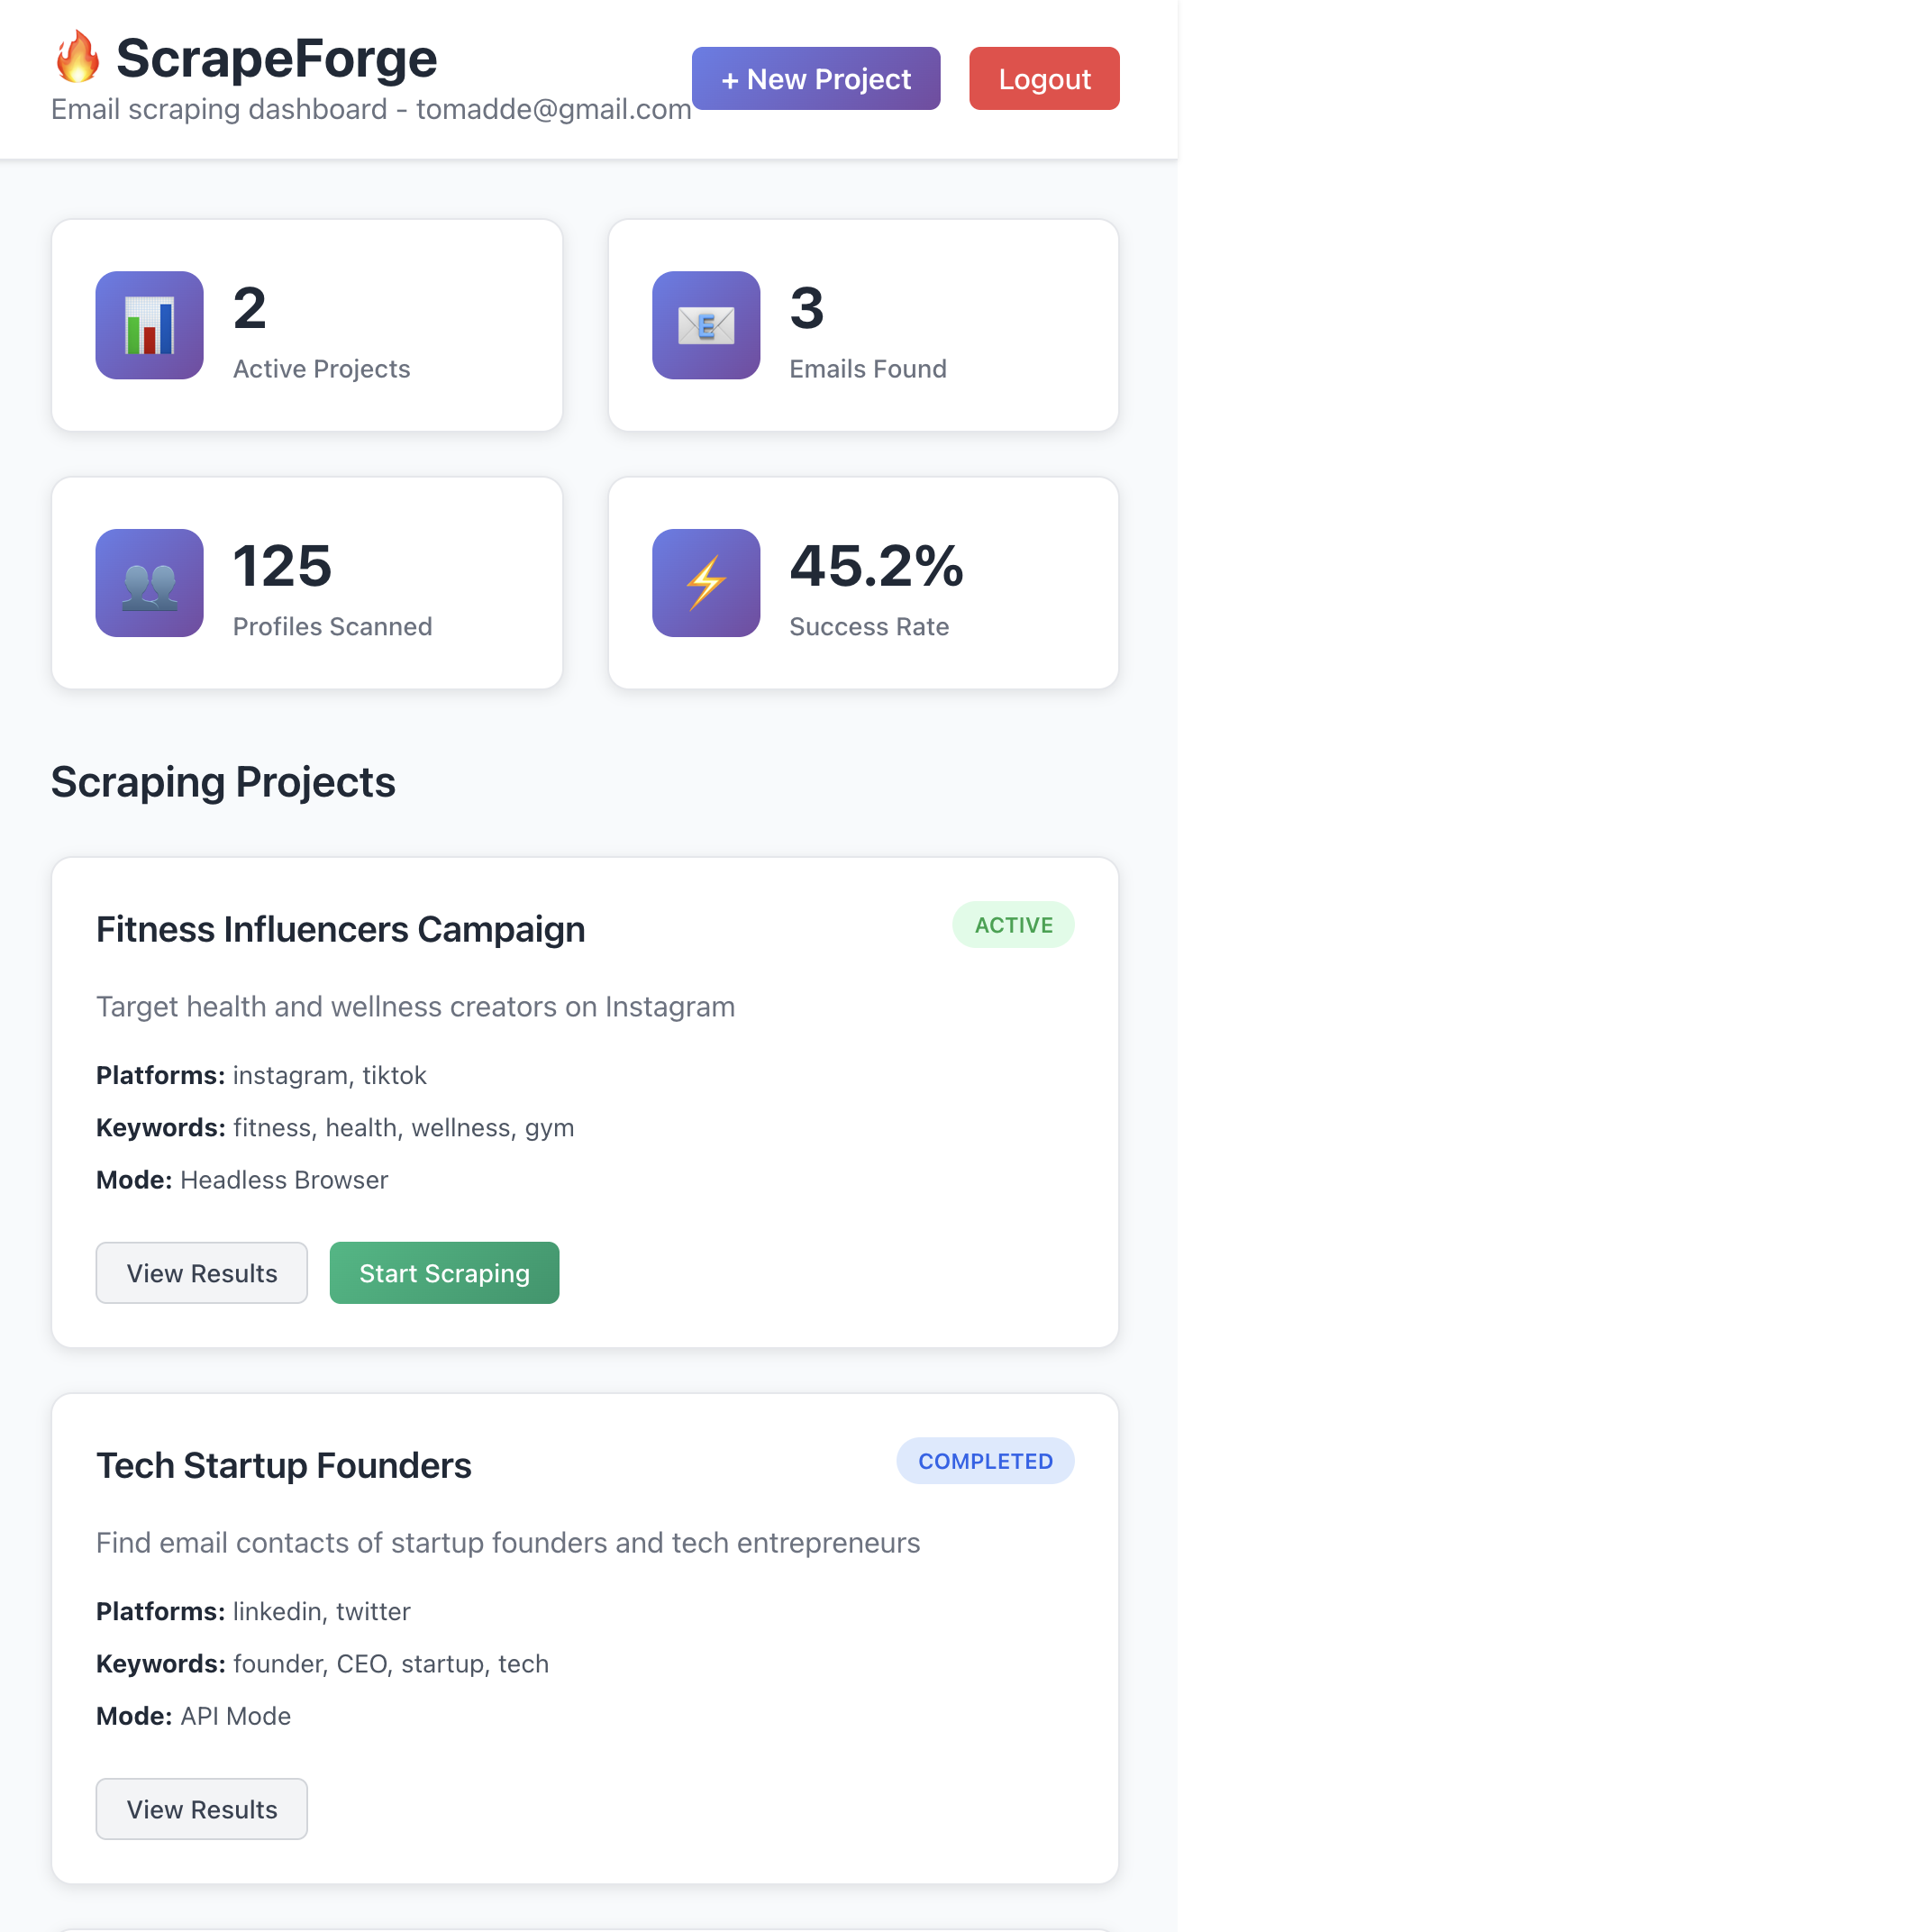 ScrapeForge
Email scraping dashboard - tomadde@gmail.com
+ New Project
Logout
2
Active Projects
E
3
Emails Found
125
Profiles Scanned
45.2%
Success Rate
Scraping Projects
Fitness Influencers Campaign
ACTIVE
Target health and wellness creators on Instagram
Platforms: instagram, tiktok
Keywords: fitness, health, wellness, gym
Mode: Headless Browser
View Results
Start Scraping
Tech Startup Founders
COMPLETED
Find email contacts of startup founders and tech entrepreneurs
Platforms: linkedin, twitter
Keywords: founder, CEO, startup, tech
Mode: API Mode
View Results